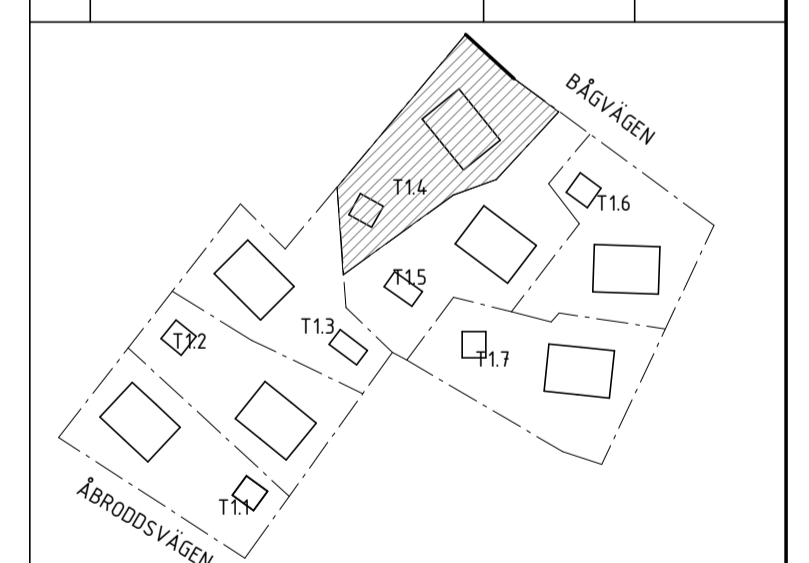 BÅGVÄGEN
T1.4
T1.6
T1.5
T1.3
T1.2
T1.7
T1.1
ÅBRODDSVÄGEN